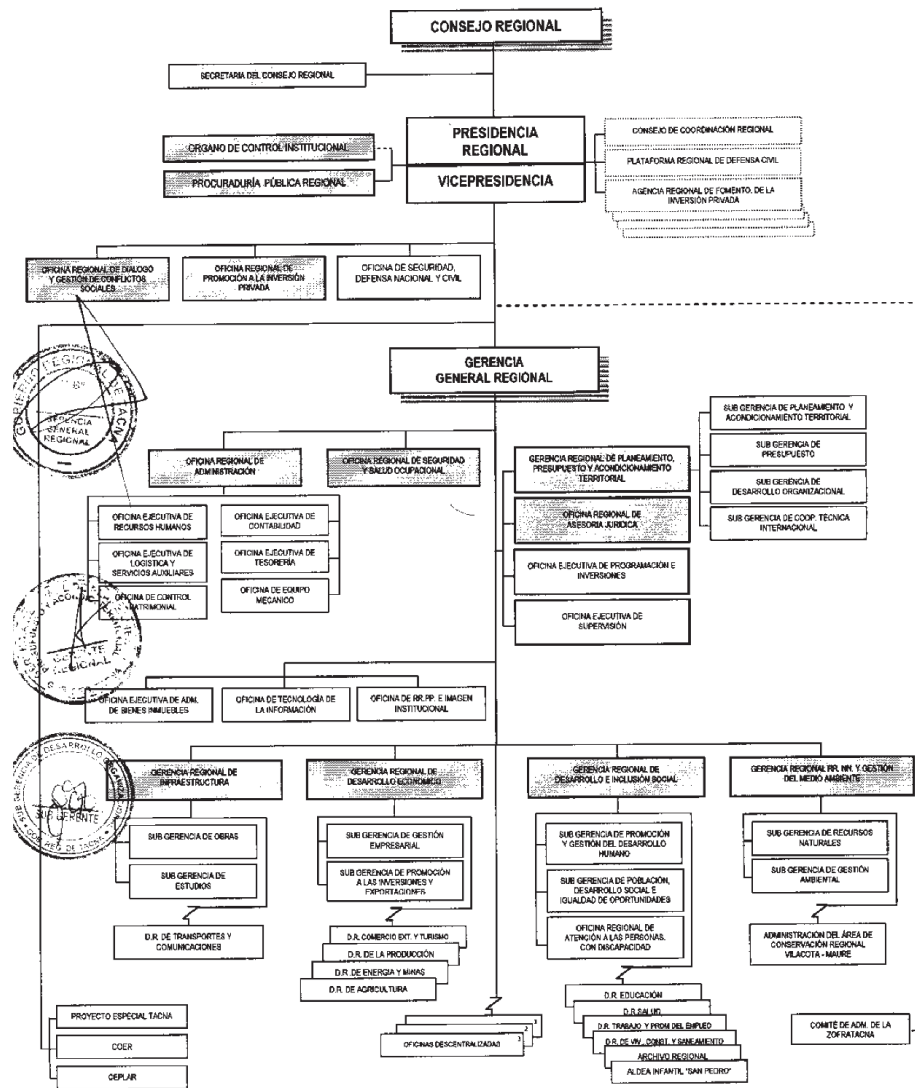 CONSEJO REGIONAL
SECRETARIA DEL CONSEJO REGIONAL
PRESIDENCIA
REGIONAL
VICEPRESIDENCIA
ORGANO DE CONTROL INSTITUCIONAL
PROCURADURÍA PÚBLICA REGIONAL
CONSEJO DE COORDINACIÓN REGIONAL
PLATAFORMA REGIONAL DE DEFENSA CIVIL
AGENCIA REGIONAL DE FOMENTO. DE LA
INVERSIÓN PRIVADA
OFICINA REGIONAL DE DIALOGO
Y GESTIÓN DE CONFLICTOS
SOCIALES
OFICINA REGIONAL DE
PROMOCIÓN A LA INVERSIÓN
PRIVADA
OFICINA DE SEGURIDAD,
DEFENSA NACIONAL Y CIVIL
GERENCIA
GENERAL REGIONAL
GOBIERNO REGIONAL DE TACNA
GERENCIA
GENERAL
REGIONAL
OFICINA REGIONAL DE
ADMINISTRACIÓN
OFICINA REGIONAL DE SEGURIDAD
Y SALUD OCUPACIONAL
OFICINA EJECUTIVA DE
RECURSOS HUMANOS
OFICINA EJECUTIVA DE
LOGISTICA Y
SERVICIOS AUXILIARES
OFICINA DE CONTROL
PATRIMONIAL
OFICINA EJECUTIVA DE
CONTABILIDAD
OFICINA EJECUTIVA DE
TESORERÍA
OFICINA DE EQUIPO
MECANICO
GERENCIA REGIONAL DE PLANEAMIENTO,
PRESUPUESTO Y ACONDICIONAMIENTO
TERRITORIAL
OFICINA REGIONAL DE
ASESORIA JURÍDICA
OFICINA EJECUTIVA DE PROGRAMACIÓN E
INVERSIONES
OFICINA EJECUTIVA DE
SUPERVISIÓN
SUB GERENCIA DE PLANEAMIENTO Y
ACONDICIONAMIENTO TERRITORIAL
SUB GERENCIA DE
PRESUPUESTO
SUB GERENCIA DE
DESARROLLO ORGANIZACIONAL
SUB GERENCIA DE COOP. TÉCNICA
INTERNACIONAL
GERENTE
REGIONAL
OFICINA EJECUTIVA DE ADM.
DE BIENES INMUEBLES
OFICINA DE TECNOLOGÍA DE
LA INFORMACIÓN
OFICINA DE RR.PP. E IMAGEN
INSTITUCIONAL
SUB GERENTE
GERENCIA REGIONAL DE
INFRAESTRUCTURA
SUB GERENCIA DE OBRAS
SUB GERENCIA DE
ESTUDIOS
D.R. DE TRANSPORTES Y
COMUNICACIONES
GERENCIA REGIONAL DE
DESARROLLO ECONOMICO
SUB GERENCIA DE GESTIÓN
EMPRESARIAL
SUB GERENCIA DE PROMOCIÓN
A LAS INVERSIONES Y
EXPORTACIONES
D.R. COMERCIO EXT. Y TURISMO
D.R. DE LA PRODUCCIÓN
D.R. DE ENERGIA Y MINAS
D.R. DE AGRICULTURA
GERENCIA REGIONAL DE
DESARROLLO E INCLUSIÓN SOCIAL
SUB GERENCIA DE PROMOCIÓN
Y GESTIÓN DEL DESARROLLO
HUMANO
SUB GERENCIA DE POBLACIÓN,
DESARROLLO SOCIAL E
IGUALDAD DE OPORTUNIDADES
OFICINA REGIONAL DE
ATENCIÓN A LAS PERSONAS.
CON DISCAPACIDAD
D.R. EDUCACIÓN
D.R. SALUD
D.R. TRABAJO Y PROM DEL EMPLEO
D.R. DE VIV., CONST. Y SANEAMIENTO
ARCHIVO REGIONAL
ALDEA INFANTIL "SAN PEDRO"
GERENCIA REGIONAL RR. NN. Y GESTIÓN
DEL MEDIO AMBIENTE
SUB GERENCIA DE RECURSOS
NATURALES
SUB GERENCIA DE GESTIÓN
AMBIENTAL
ADMINISTRACIÓN DEL ÁREA DE
CONSERVACIÓN REGIONAL
VILACOTA - MAURE
PROYECTO ESPECIAL TACNA
COER
CEPLAR
OFICINAS DESCENTRALIZADAS
COMITÉ DE ADM. DE LA
ZOFRATACNA